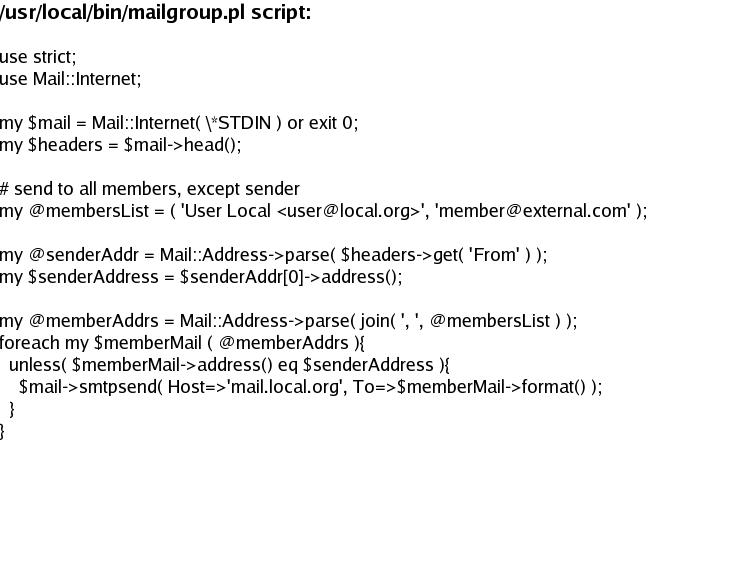 /usr/local/bin/mailgroup.pl script:
use strict;
use Mail::Internet;
my $mail = Mail::Internet( \*STDIN ) or exit 0;
my $headers = $mail->head();
# send to all members, except sender
my @membersList = ( 'User Local <user@local.org>', 'member@external.com' );
my @senderAddr = Mail::Address->parse( $headers->get( 'From' ) );
my $senderAddress = $senderAddr[0]->address();
my @memberAddrs = Mail::Address->parse( join( ', ', @membersList ) );
foreach my $memberMail ( @memberAddrs ){
  unless( $memberMail->address() eq $senderAddress ){
    $mail->smtpsend( Host=>'mail.local.org', To=>$memberMail->format() );
  }
}